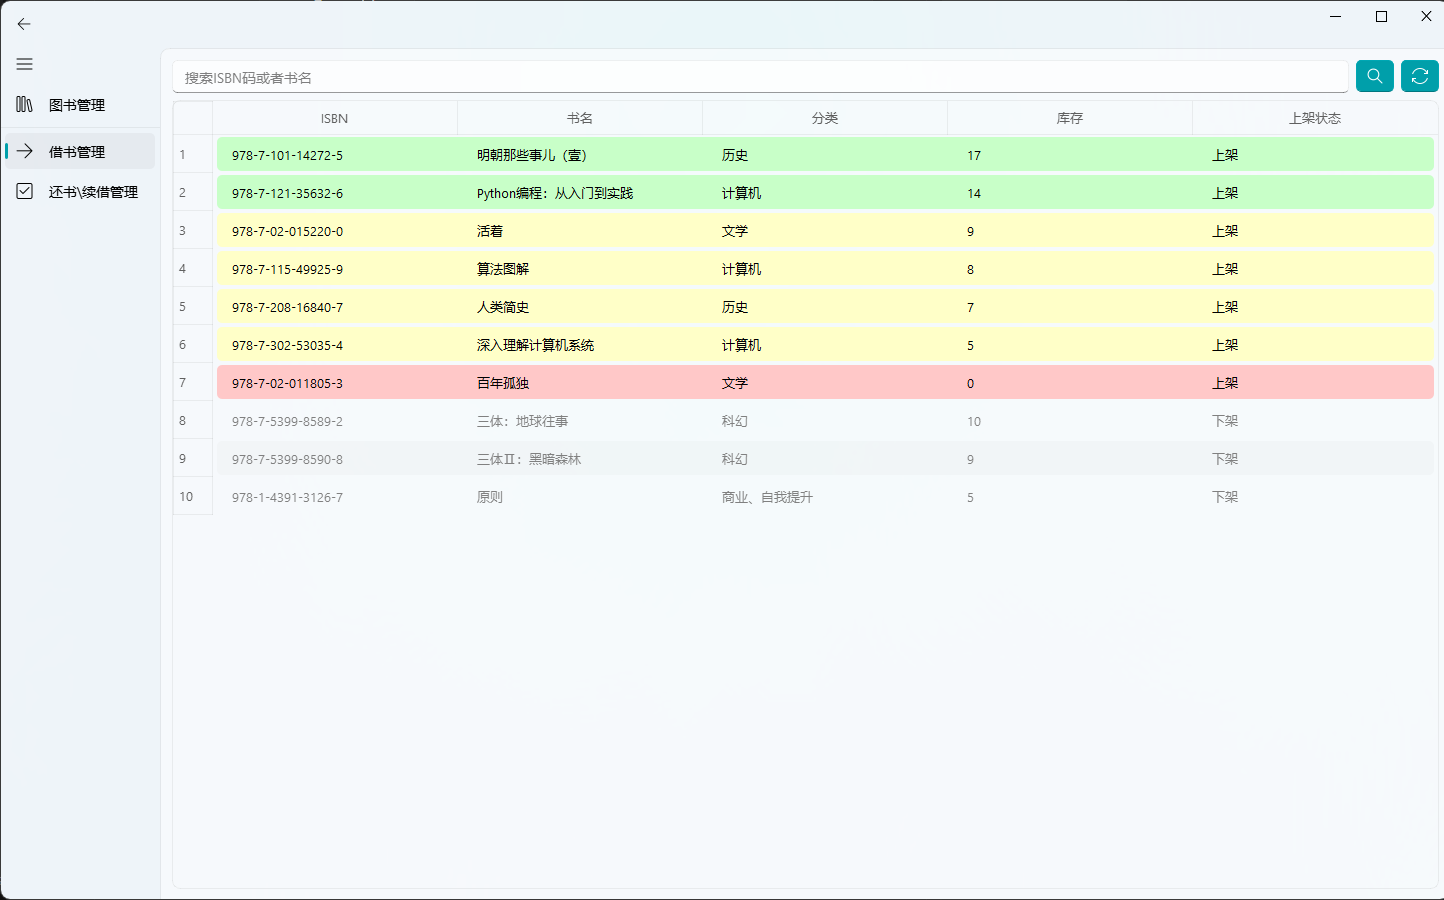 图书管理
借书管理
还书\续借管理
搜索ISBN码或者书名
ISBN 书名 分类 库存 上架状态
1 978-7-101-14272-5 明朝那些事儿（壹） 历史 17 上架
2 978-7-121-35632-6 Python编程：从入门到实践 计算机 14 上架
3 978-7-02-015220-0 活着 文学 9 上架
4 978-7-115-49925-9 算法图解 计算机 8 上架
5 978-7-208-16840-7 人类简史 历史 7 上架
6 978-7-302-53035-4 深入理解计算机系统 计算机 5 上架
7 978-7-02-011805-3 百年孤独 文学 0 上架
8 978-7-5399-8589-2 三体：地球往事 科幻 10 下架
9 978-7-5399-8590-8 三体Ⅱ：黑暗森林 科幻 9 下架
10 978-1-4391-3126-7 原则 商业、自我提升 5 下架